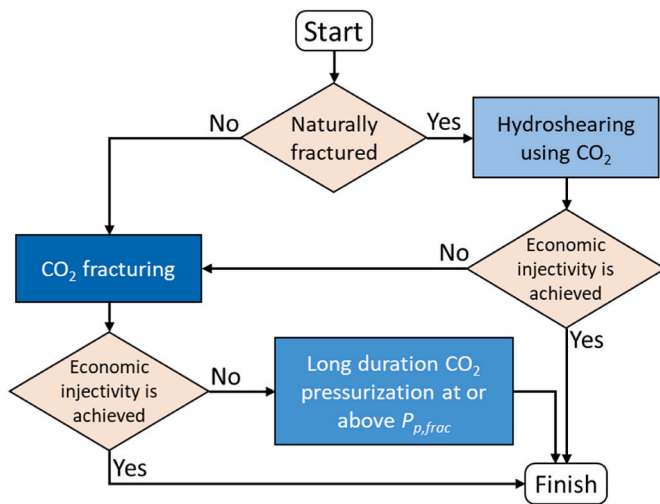 Start
Naturally
fractured
No
Yes
Hydroshearing
using CO₂
Economic
injectivity is
achieved
No
Yes
CO₂ fracturing
Economic
injectivity is
achieved
No
Yes
Long duration CO₂
pressurization at or
above P_p,frac
Finish